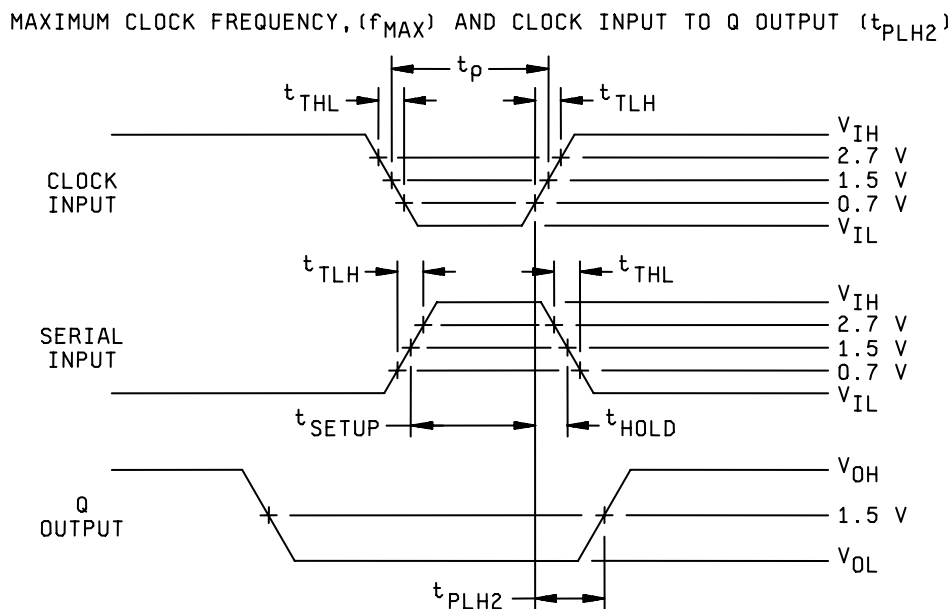 MAXIMUM CLOCK FREQUENCY, (fMAX) AND CLOCK INPUT TO Q OUTPUT (tPLH2)
tp
tTHL
tTLH
CLOCK
INPUT
VIH
2.7 V
1.5 V
0.7 V
VIL
tTLH
tTHL
SERIAL
INPUT
VIH
2.7 V
1.5 V
0.7 V
VIL
tSETUP
tHOLD
Q
OUTPUT
VOH
1.5 V
VOL
tPLH2